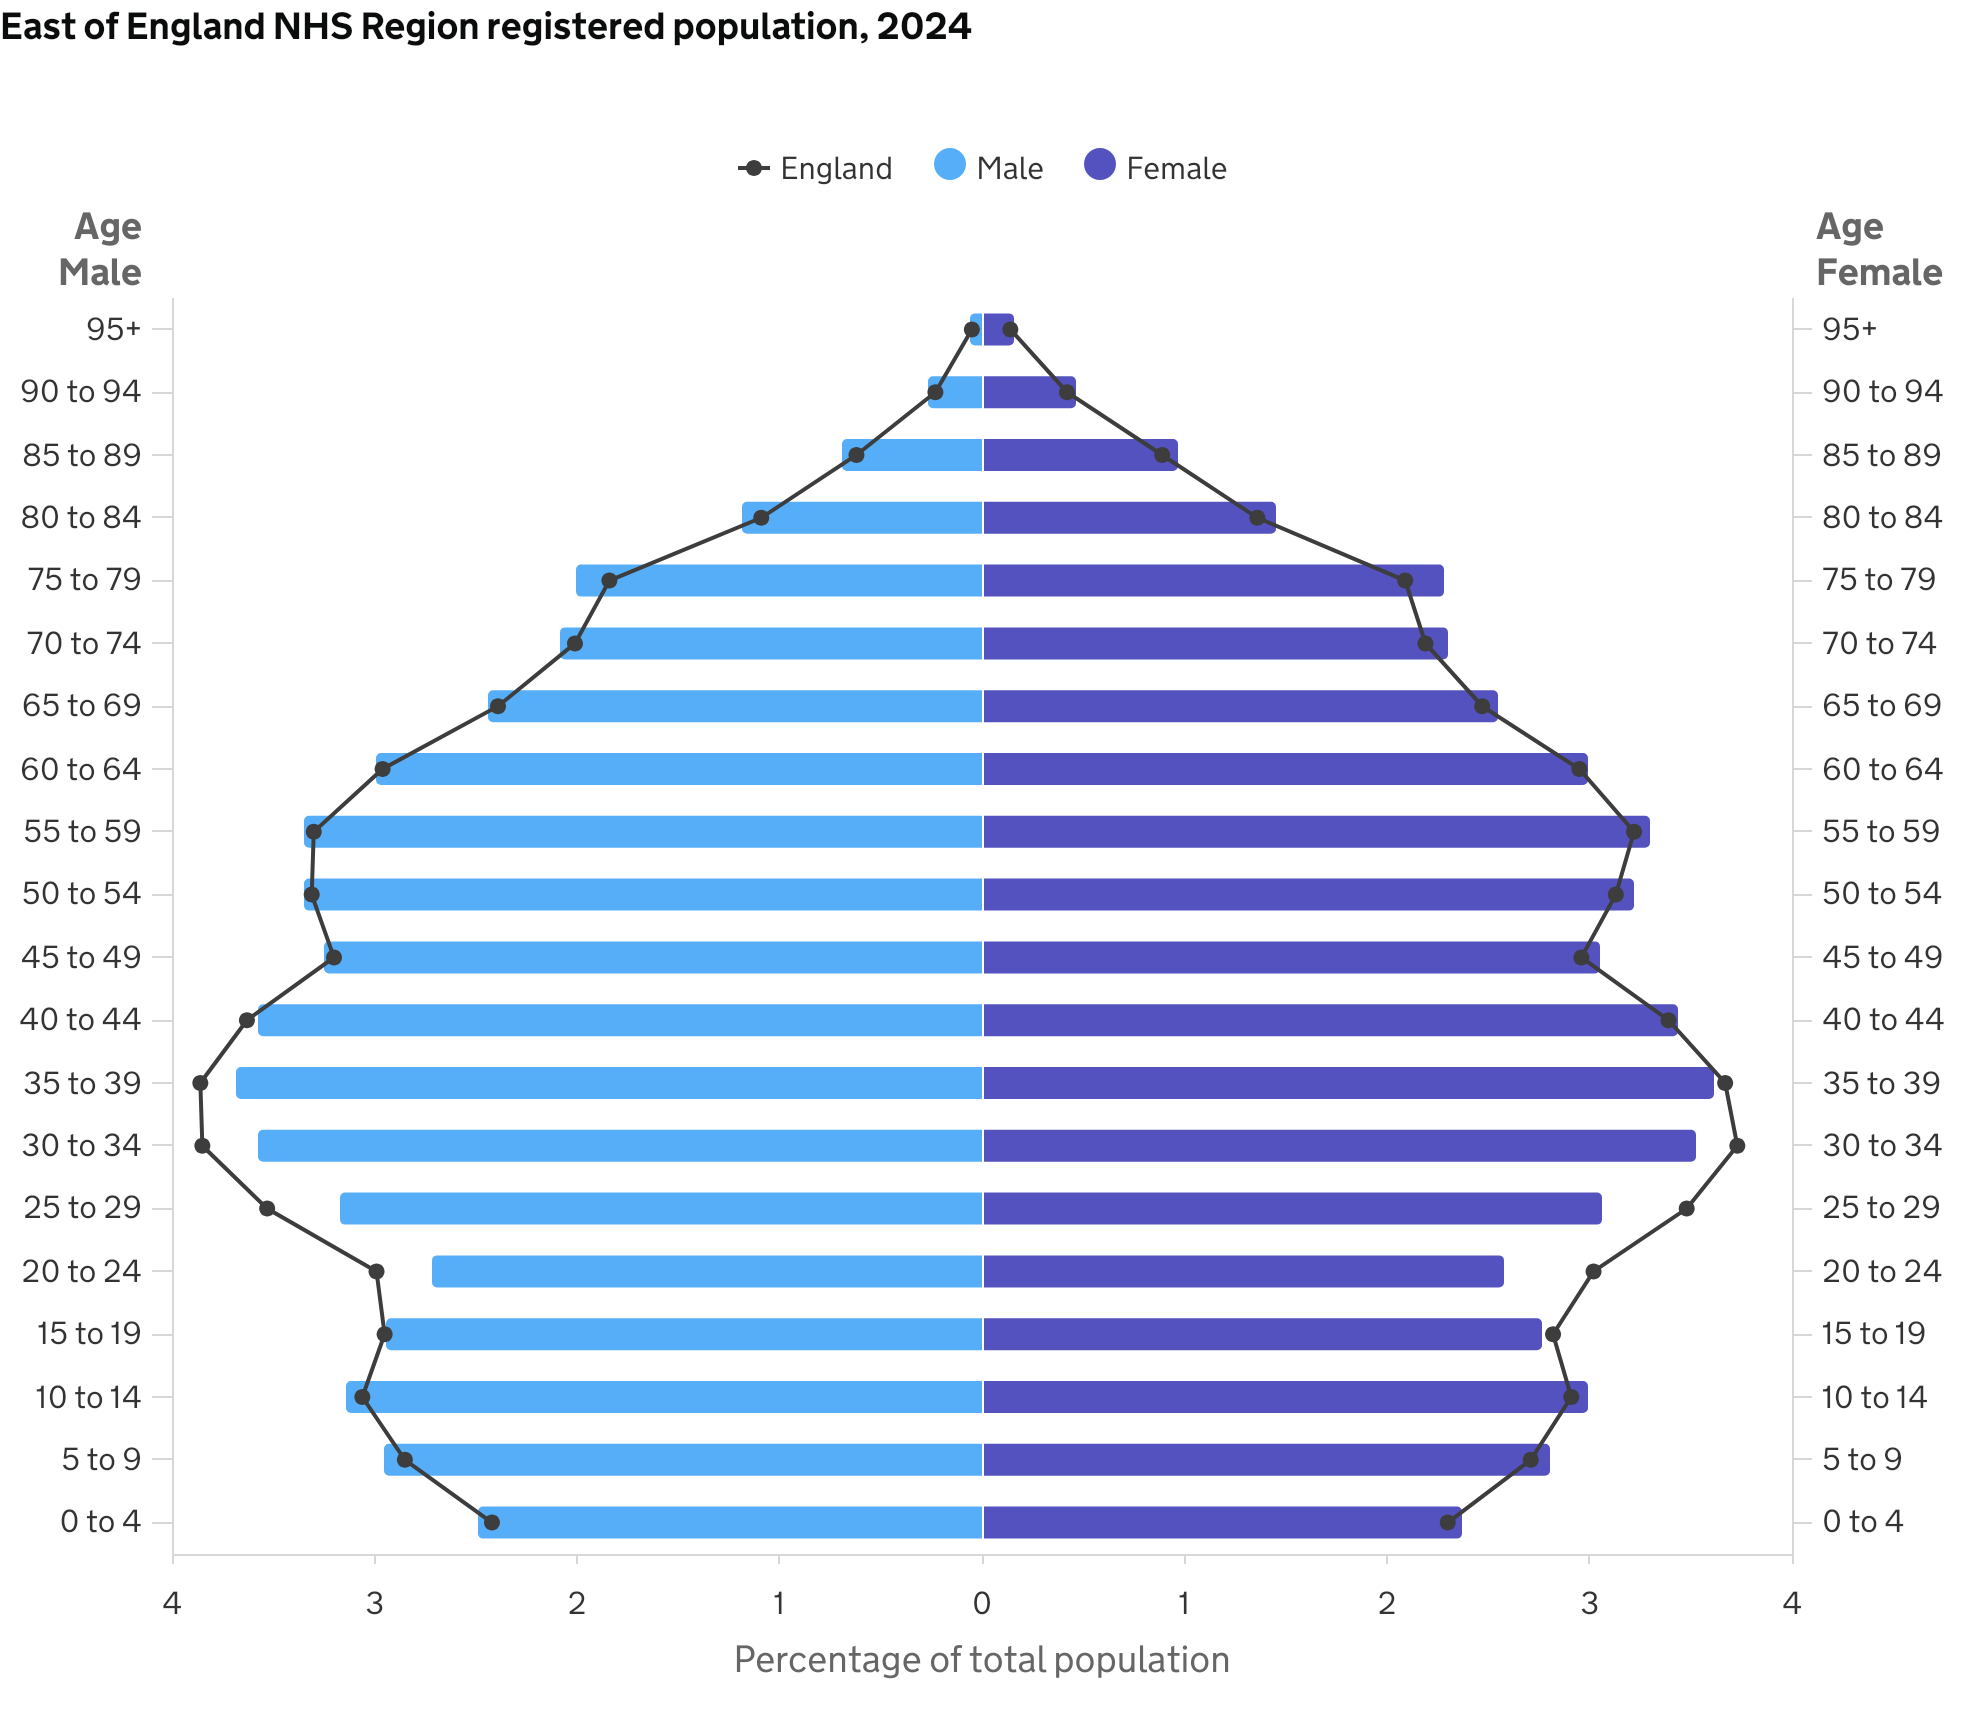 East of England NHS Region registered population, 2024
England Male Female
Age
Male
Age
Female
95+ 95+
90 to 94 90 to 94
85 to 89 85 to 89
80 to 84 80 to 84
75 to 79 75 to 79
70 to 74 70 to 74
65 to 69 65 to 69
60 to 64 60 to 64
55 to 59 55 to 59
50 to 54 50 to 54
45 to 49 45 to 49
40 to 44 40 to 44
35 to 39 35 to 39
30 to 34 30 to 34
25 to 29 25 to 29
20 to 24 20 to 24
15 to 19 15 to 19
10 to 14 10 to 14
5 to 9 5 to 9
0 to 4 0 to 4
4 3 2 1 0 1 2 3 4
Percentage of total population